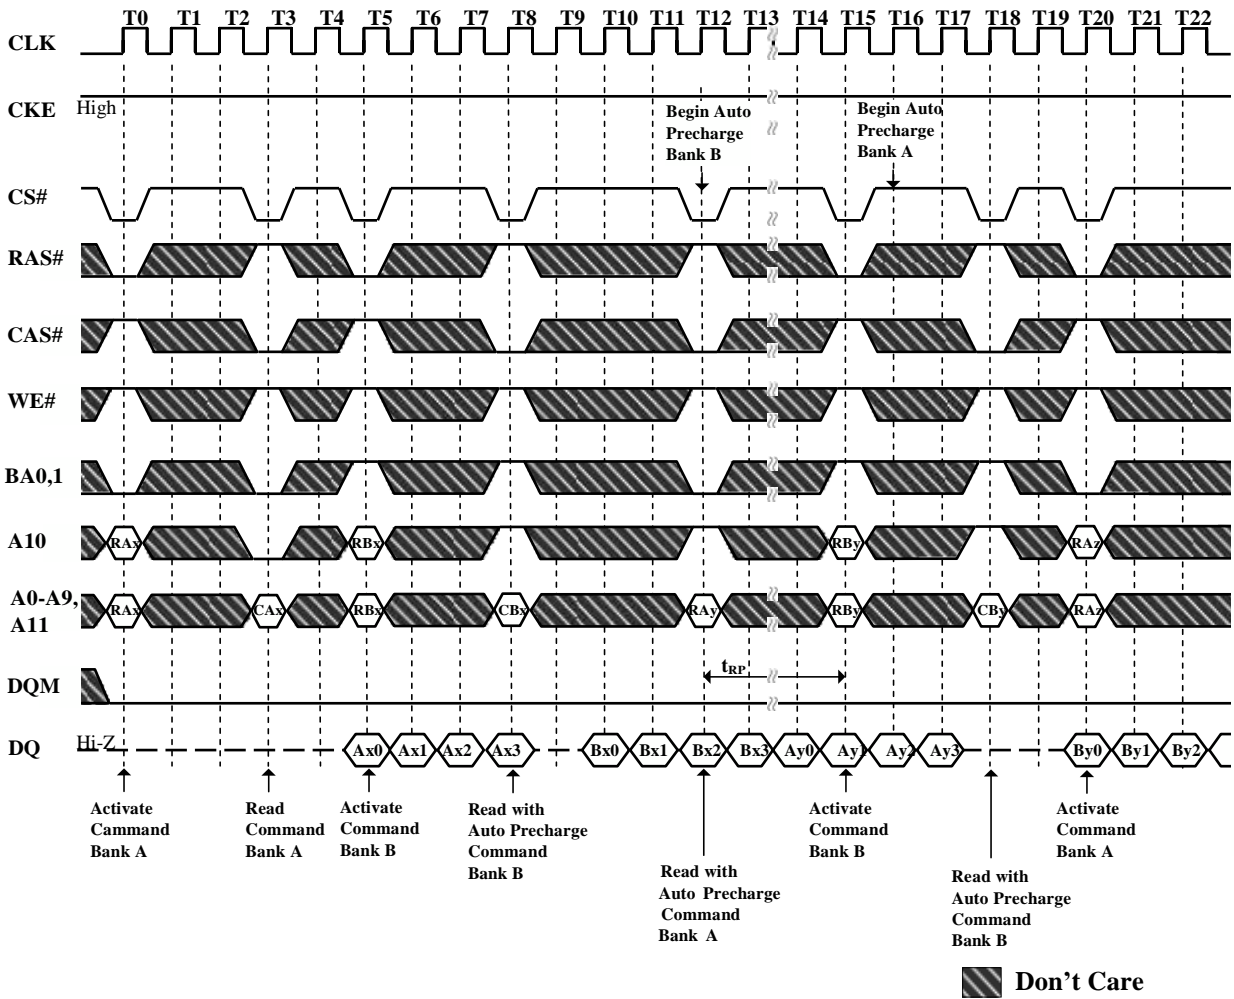 T0 T1 T2 T3 T4 T5 T6 T7 T8 T9 T10 T11 T12 T13 T14 T15 T16 T17 T18 T19 T20 T21 T22
CLK
CKE High
Begin Auto
Precharge
Bank B
Begin Auto
Precharge
Bank A
CS#
RAS#
CAS#
WE#
BA0,1
A10 RAx RBx RBy RAz
A0-A9,
A11
RAx CAx RBx CBx RAy RBy CBy RAz
tRP
DQM
DQ Hi-Z Ax0 Ax1 Ax2 Ax3 Bx0 Bx1 Bx2 Bx3 Ay0 Ay1 Ay2 Ay3 By0 By1 By2
Activate
Cammand
Bank A
Read
Command
Bank A
Activate
Command
Bank B
Read with
Auto Precharge
Command
Bank B
Read with
Auto Precharge
Command
Bank A
Activate
Command
Bank B
Read with
Auto Precharge
Command
Bank B
Activate
Command
Bank A
Don't Care